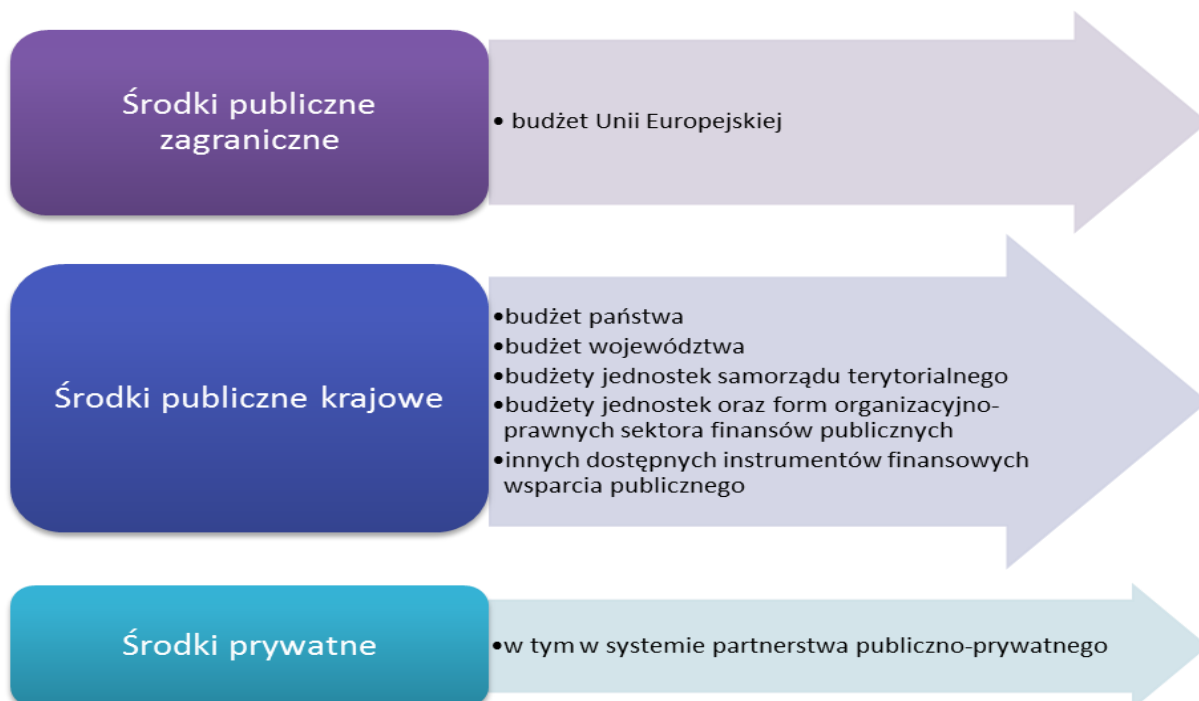 Środki publiczne
zagraniczne
• budżet Unii Europejskiej
Środki publiczne krajowe
•budżet państwa
•budżet województwa
•budżety jednostek samorządu terytorialnego
•budżety jednostek oraz form organizacyjno-
prawnych sektora finansów publicznych
•innych dostępnych instrumentów finansowych
wsparcia publicznego
Środki prywatne
•w tym w systemie partnerstwa publiczno-prywatnego